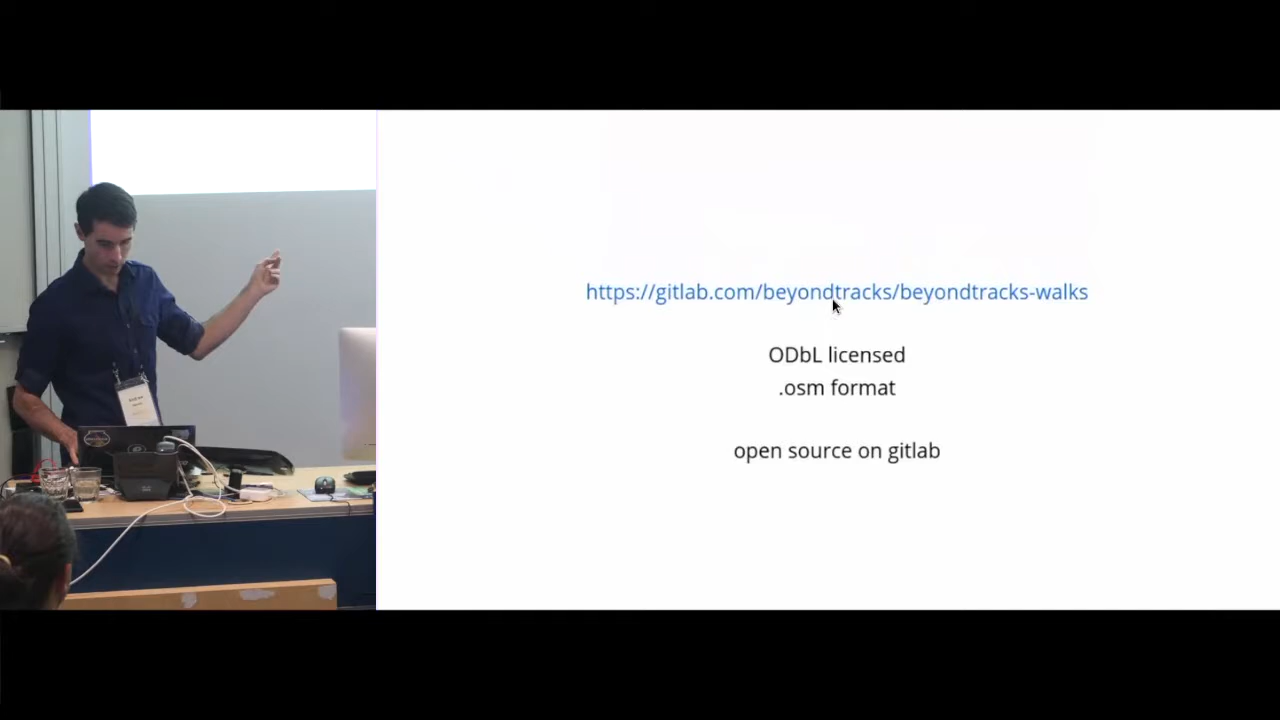 https://gitlab.com/beyondtracks/beyondtracks-walks
ODbL licensed
.osm format
open source on gitlab